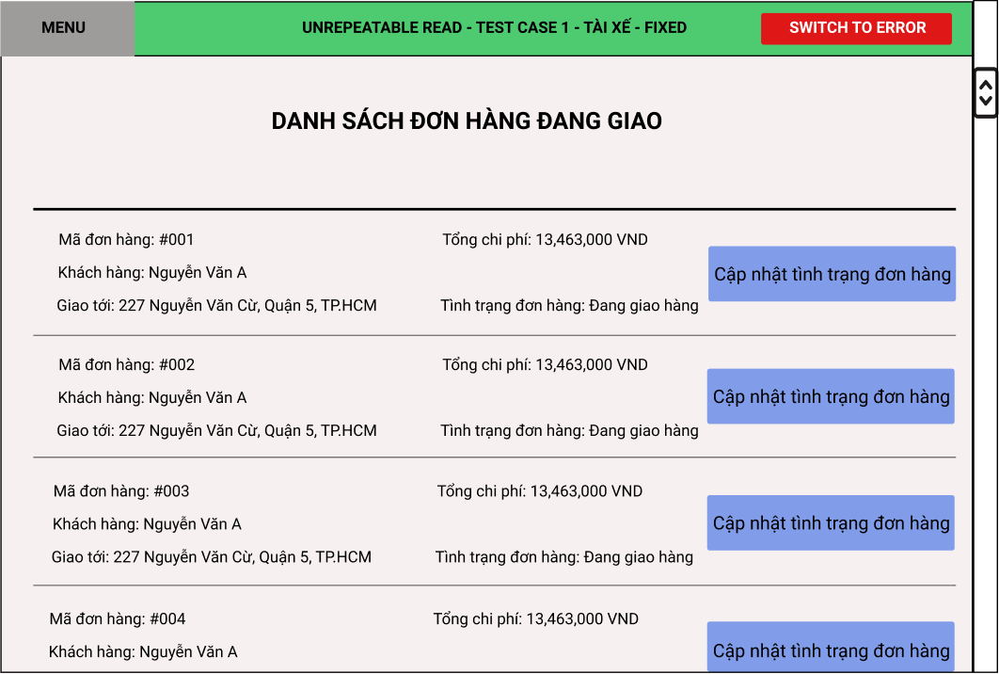 MENU
UNREPEATABLE READ - TEST CASE 1 - TÀI XẾ - FIXED
SWITCH TO ERROR
DANH SÁCH ĐƠN HÀNG ĐANG GIAO
Mã đơn hàng: #001
Tổng chi phí: 13,463,000 VND
Khách hàng: Nguyễn Văn A
Cập nhật tình trạng đơn hàng
Giao tới: 227 Nguyễn Văn Cừ, Quận 5, TP.HCM
Tình trạng đơn hàng: Đang giao hàng
Mã đơn hàng: #002
Tổng chi phí: 13,463,000 VND
Khách hàng: Nguyễn Văn A
Cập nhật tình trạng đơn hàng
Giao tới: 227 Nguyễn Văn Cừ, Quận 5, TP.HCM
Tình trạng đơn hàng: Đang giao hàng
Mã đơn hàng: #003
Tổng chi phí: 13,463,000 VND
Khách hàng: Nguyễn Văn A
Cập nhật tình trạng đơn hàng
Giao tới: 227 Nguyễn Văn Cừ, Quận 5, TP.HCM
Tình trạng đơn hàng: Đang giao hàng
Mã đơn hàng: #004
Tổng chi phí: 13,463,000 VND
Khách hàng: Nguyễn Văn A
Cập nhật tình trạng đơn hàng